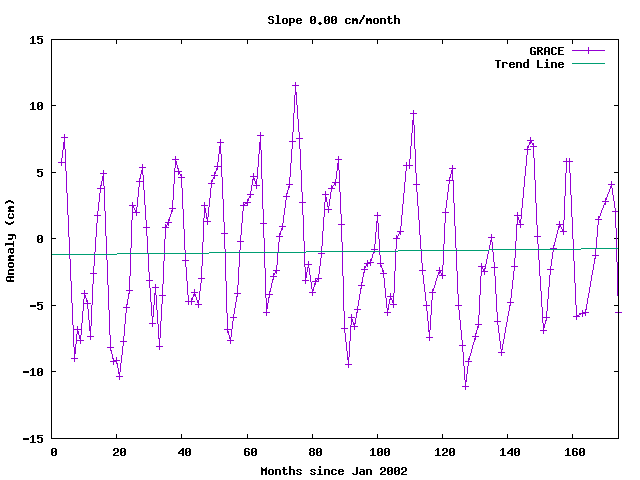 Slope 0.00 cm/month
GRACE
Trend Line
15
10
5
0
-5
-10
-15
Anomaly (cm)
0 20 40 60 80 100 120 140 160
Months since Jan 2002